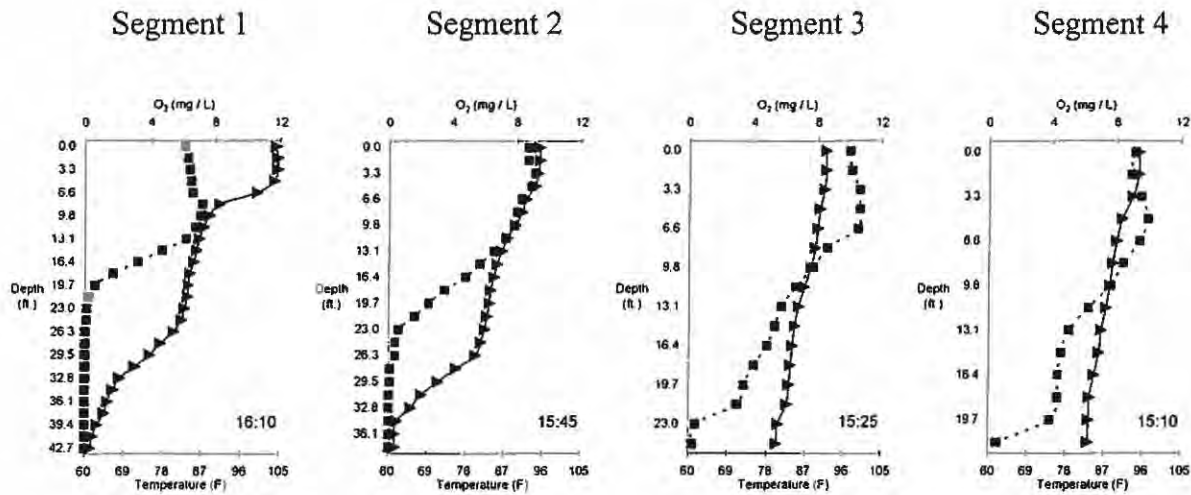 Segment 1
O₂ (mg / L)
0 4 8 12
0.0
3.3
6.6
9.8
13.1
16.4
19.7
23.0
26.3
29.5
32.8
36.1
39.4
42.7
Depth
(ft.)
16:10
60 69 78 87 96 105
Temperature (F)
Segment 2
O₂ (mg / L)
0 4 8 12
0.0
3.3
6.6
9.8
13.1
16.4
19.7
23.0
26.3
29.5
32.8
36.1
Depth
(ft.)
15:45
60 69 78 87 96 105
Temperature (F)
Segment 3
O₂ (mg / L)
0 4 8 12
0.0
3.3
6.6
9.8
13.1
16.4
19.7
23.0
Depth
(ft.)
15:25
60 69 78 87 96 105
Temperature (F)
Segment 4
O₂ (mg / L)
0 4 8 12
0.0
3.3
6.6
9.8
13.1
16.4
19.7
Depth
(ft.)
15:10
60 69 78 87 96 105
Temperature (F)